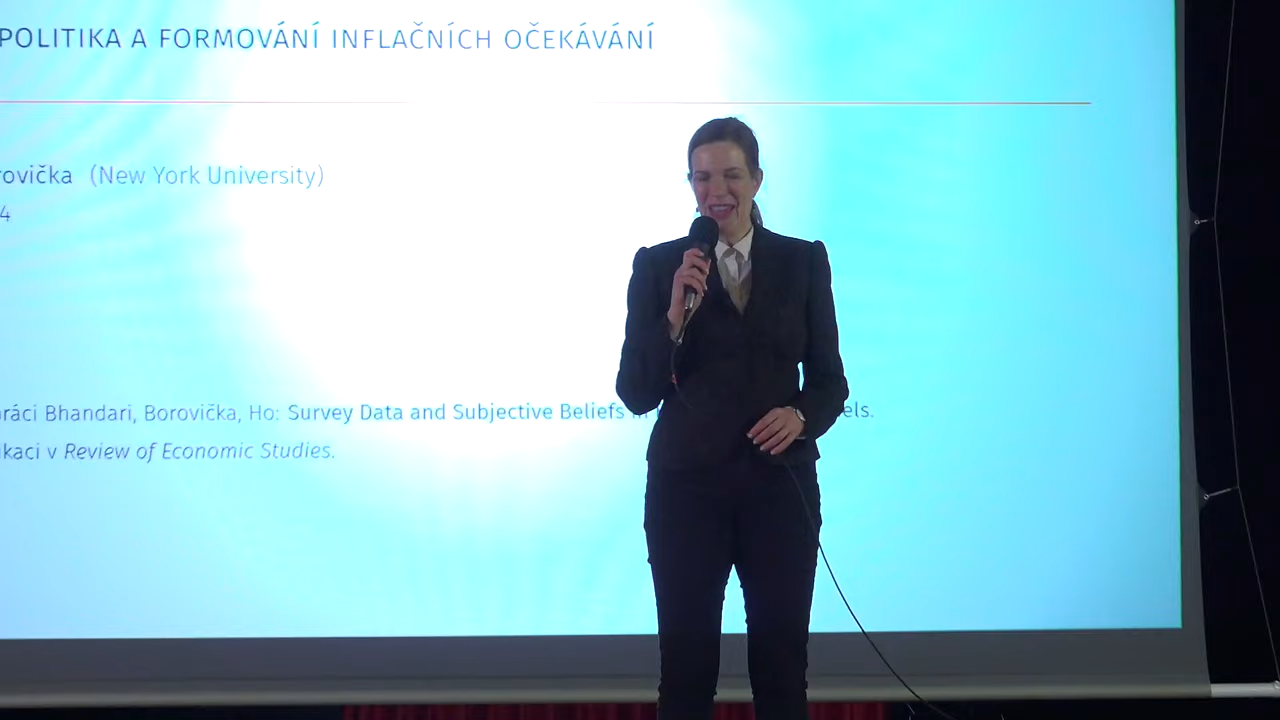 POLITIKA A FORMOVÁNÍ INFLAČNÍCH OČEKÁVÁNÍ
rovička (New York University)
4
ráci Bhandari, Borovička, Ho: Survey Data and Subjective Beliefs in els.
kaci v Review of Economic Studies.